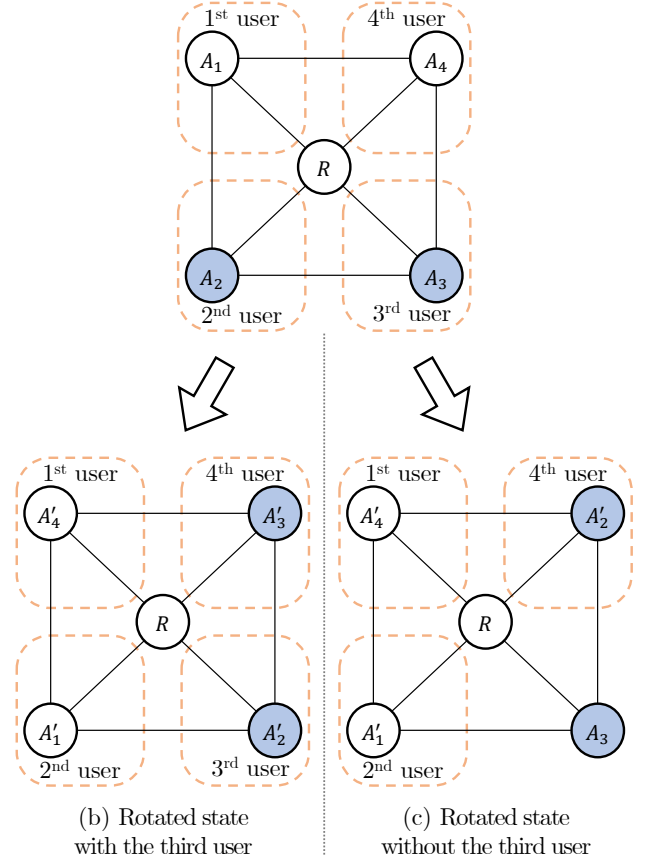 1st user 4th user
A1 A4
R
A2 A3
2nd user 3rd user
1st user 4th user
A′4 A′3
R
A′1 A′2
2nd user 3rd user
(b) Rotated state
with the third user
1st user 4th user
A′4 A′2
R
A′1 A3
2nd user
(c) Rotated state
without the third user